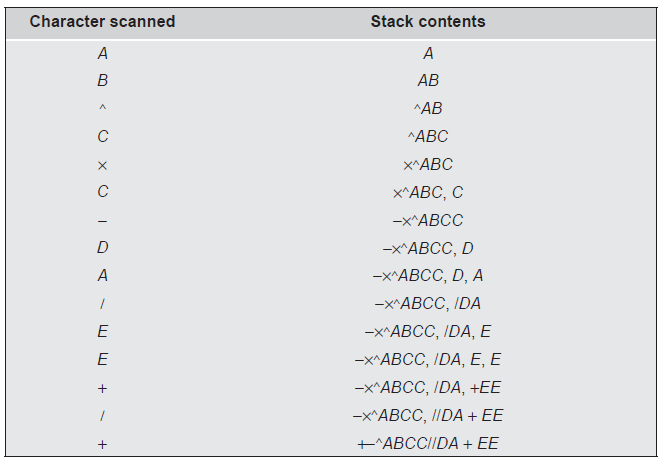 Character scanned Stack contents
A A
B AB
^ ^AB
C ^ABC
× ×^ABC
C ×^ABC, C
– –×^ABCC
D –×^ABCC, D
A –×^ABCC, D, A
/ –×^ABCC, /DA
E –×^ABCC, /DA, E
E –×^ABCC, /DA, E, E
+ –×^ABCC, /DA, +EE
/ –×^ABCC, //DA + EE
+ +–^ABCC//DA + EE